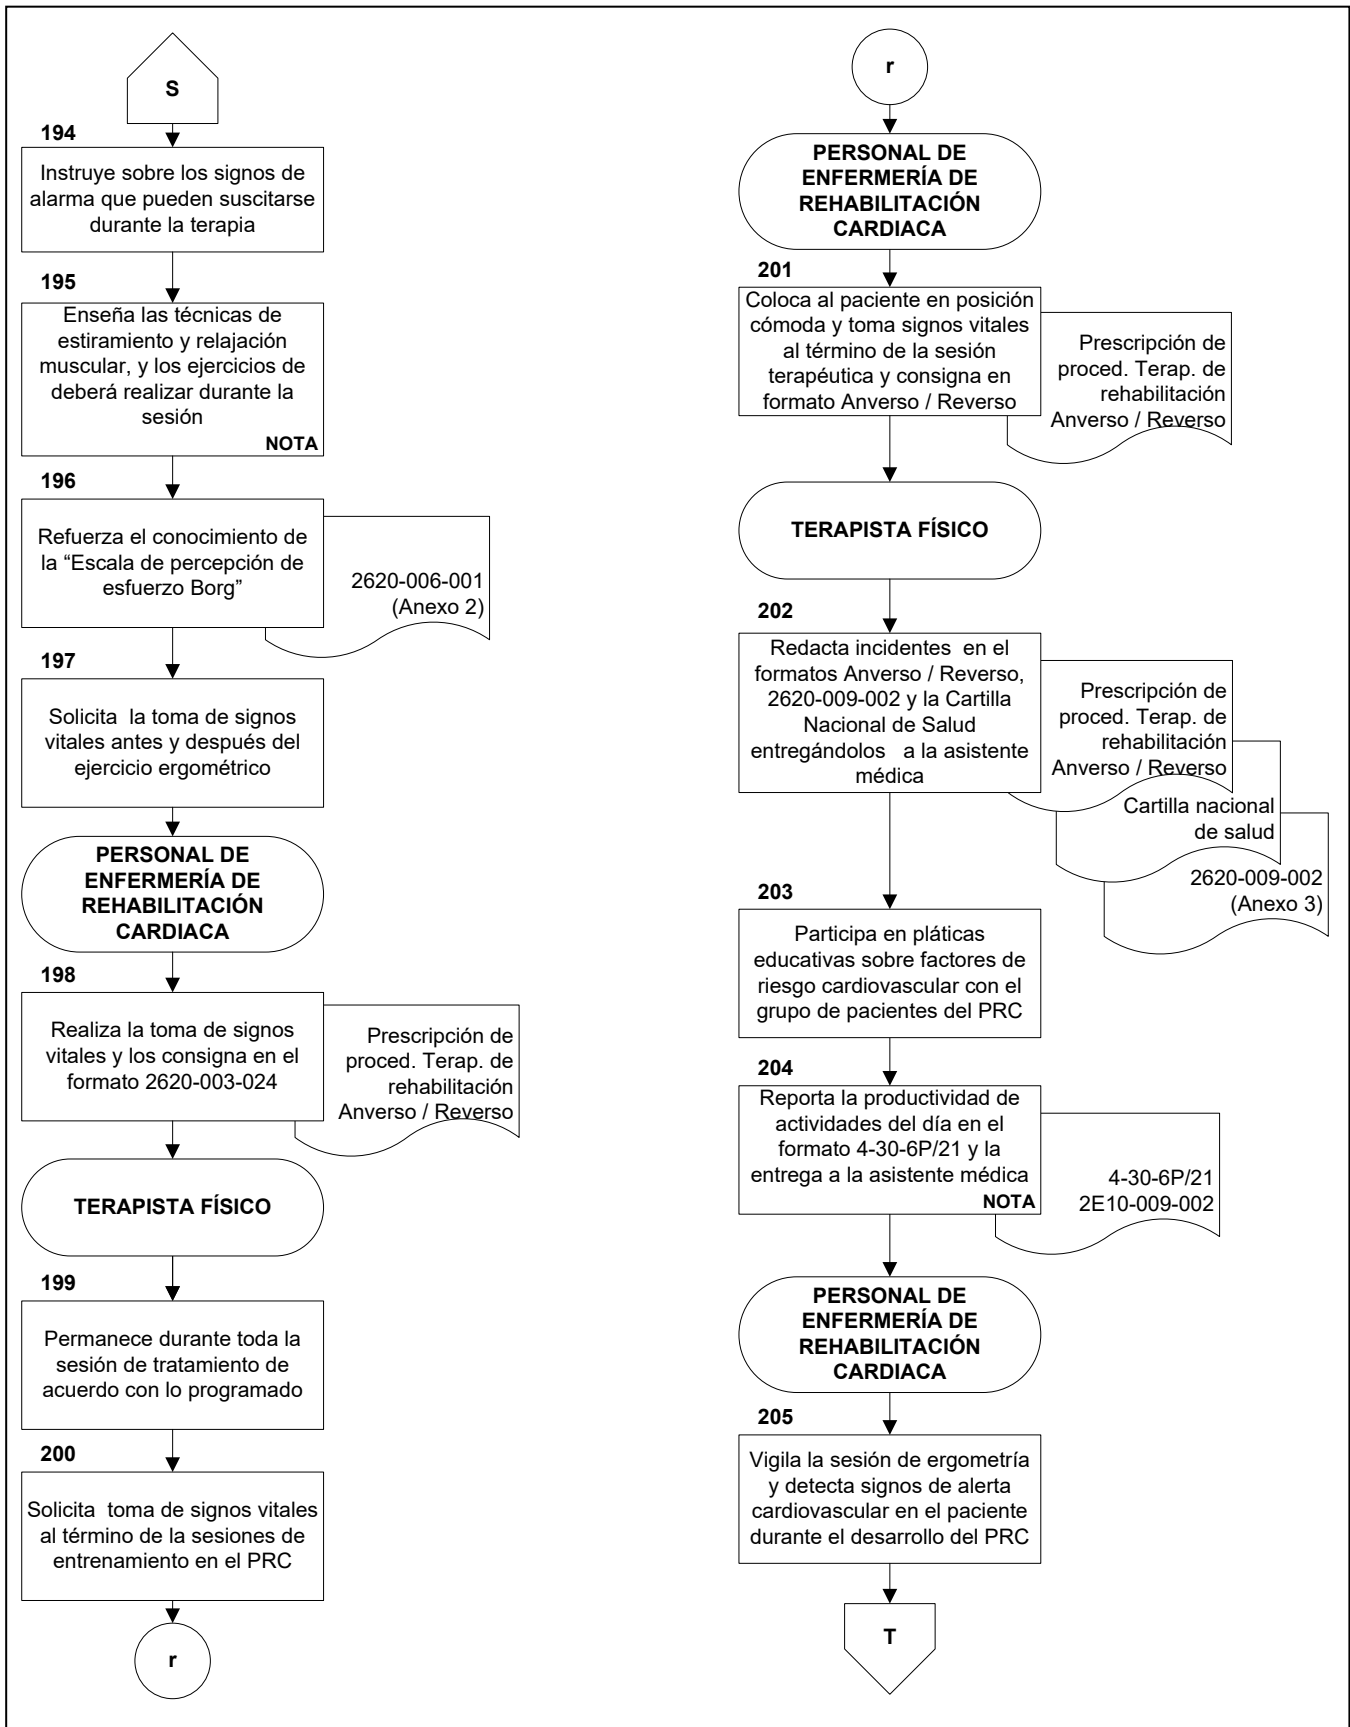 S
194
Instruye sobre los signos de
alarma que pueden suscitarse
durante la terapia
195
Enseña las técnicas de
estiramiento y relajación
muscular, y los ejercicios de
deberá realizar durante la
sesión
NOTA
196
Refuerza el conocimiento de
la “Escala de percepción de
esfuerzo Borg”
2620-006-001
(Anexo 2)
197
Solicita la toma de signos
vitales antes y después del
ejercicio ergométrico
PERSONAL DE
ENFERMERÍA DE
REHABILITACIÓN
CARDIACA
198
Realiza la toma de signos
vitales y los consigna en el
formato 2620-003-024
Prescripción de
proced. Terap. de
rehabilitación
Anverso / Reverso
TERAPISTA FÍSICO
199
Permanece durante toda la
sesión de tratamiento de
acuerdo con lo programado
200
Solicita toma de signos vitales
al término de la sesiones de
entrenamiento en el PRC
r
r
PERSONAL DE
ENFERMERÍA DE
REHABILITACIÓN
CARDIACA
201
Coloca al paciente en posición
cómoda y toma signos vitales
al término de la sesión
terapéutica y consigna en
formato Anverso / Reverso
Prescripción de
proced. Terap. de
rehabilitación
Anverso / Reverso
TERAPISTA FÍSICO
202
Redacta incidentes en el
formatos Anverso / Reverso,
2620-009-002 y la Cartilla
Nacional de Salud
entregándolos a la asistente
médica
Prescripción de
proced. Terap. de
rehabilitación
Anverso / Reverso
Cartilla nacional
de salud
2620-009-002
(Anexo 3)
203
Participa en pláticas
educativas sobre factores de
riesgo cardiovascular con el
grupo de pacientes del PRC
204
Reporta la productividad de
actividades del día en el
formato 4-30-6P/21 y la
entrega a la asistente médica
NOTA
4-30-6P/21
2E10-009-002
PERSONAL DE
ENFERMERÍA DE
REHABILITACIÓN
CARDIACA
205
Vigila la sesión de ergometría
y detecta signos de alerta
cardiovascular en el paciente
durante el desarrollo del PRC
T